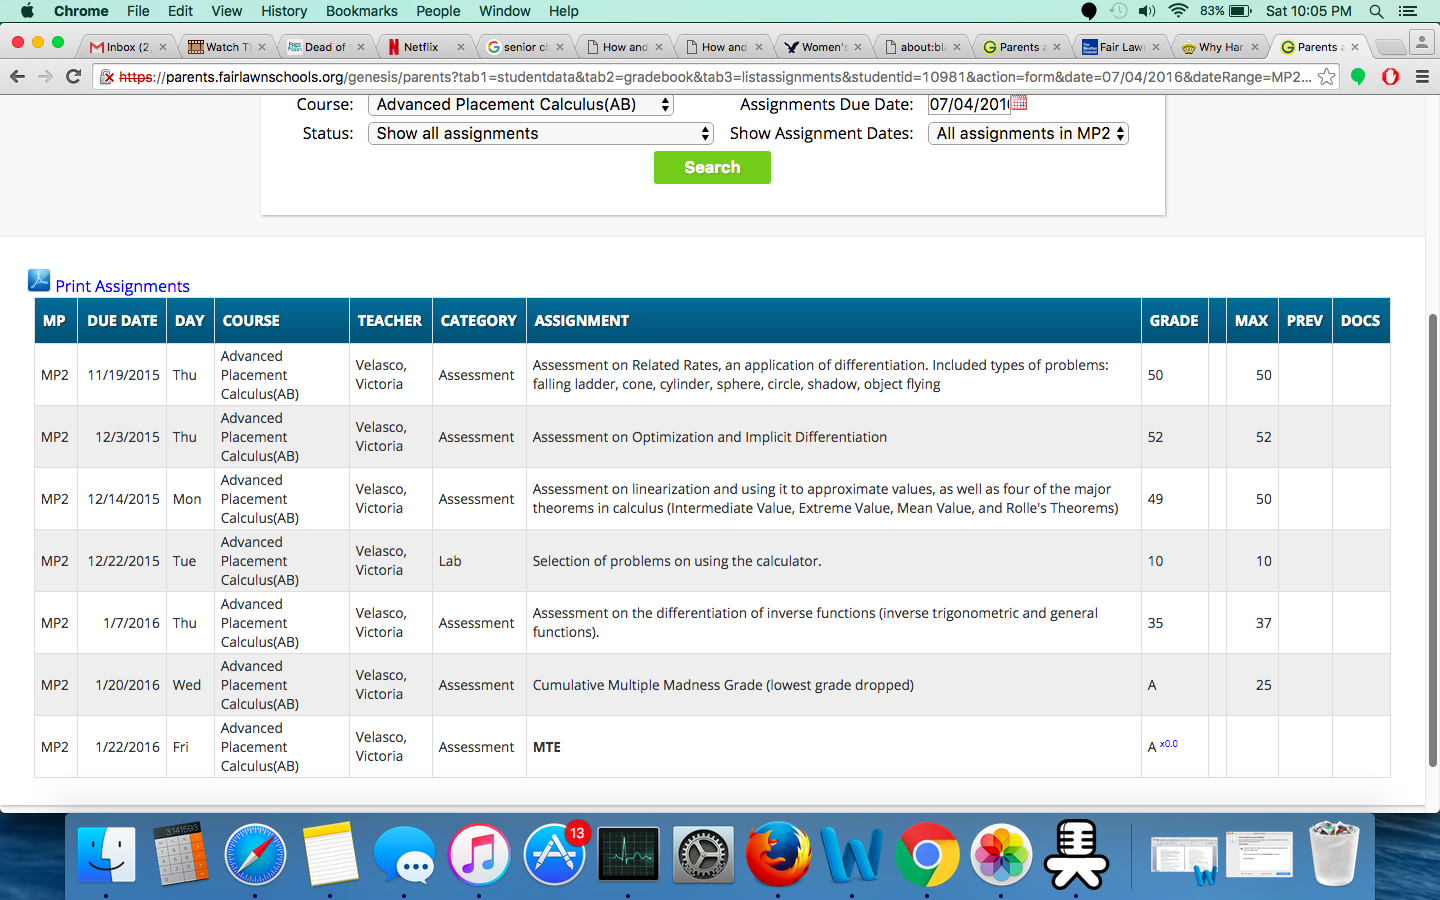 Chrome File Edit View History Bookmarks People Window Help 83% Sat 10:05 PM
Inbox (2, Watch T Dead of Netflix senior cl How and How and Women's about:bla Parents a Fair Law Why Har Parents a
https://parents.fairlawnschools.org/genesis/parents?tab1=studentdata&tab2=gradebook&tab3=listassignments&studentid=10981&action=form&date=07/04/2016&dateRange=MP2...
Course: Advanced Placement Calculus(AB) Assignments Due Date: 07/04/201
Status: Show all assignments Show Assignment Dates: All assignments in MP2
Search
Print Assignments
MP DUE DATE DAY COURSE TEACHER CATEGORY ASSIGNMENT GRADE MAX PREV DOCS
MP2 11/19/2015 Thu Advanced Placement Calculus(AB) Velasco, Victoria Assessment Assessment on Related Rates, an application of differentiation. Included types of problems: falling ladder, cone, cylinder, sphere, circle, shadow, object flying 50 50
MP2 12/3/2015 Thu Advanced Placement Calculus(AB) Velasco, Victoria Assessment Assessment on Optimization and Implicit Differentiation 52 52
MP2 12/14/2015 Mon Advanced Placement Calculus(AB) Velasco, Victoria Assessment Assessment on linearization and using it to approximate values, as well as four of the major theorems in calculus (Intermediate Value, Extreme Value, Mean Value, and Rolle's Theorems) 49 50
MP2 12/22/2015 Tue Advanced Placement Calculus(AB) Velasco, Victoria Lab Selection of problems on using the calculator. 10 10
MP2 1/7/2016 Thu Advanced Placement Calculus(AB) Velasco, Victoria Assessment Assessment on the differentiation of inverse functions (inverse trigonometric and general functions). 35 37
MP2 1/20/2016 Wed Advanced Placement Calculus(AB) Velasco, Victoria Assessment Cumulative Multiple Madness Grade (lowest grade dropped) A 25
MP2 1/22/2016 Fri Advanced Placement Calculus(AB) Velasco, Victoria Assessment MTE A x0.0
3.141593
13